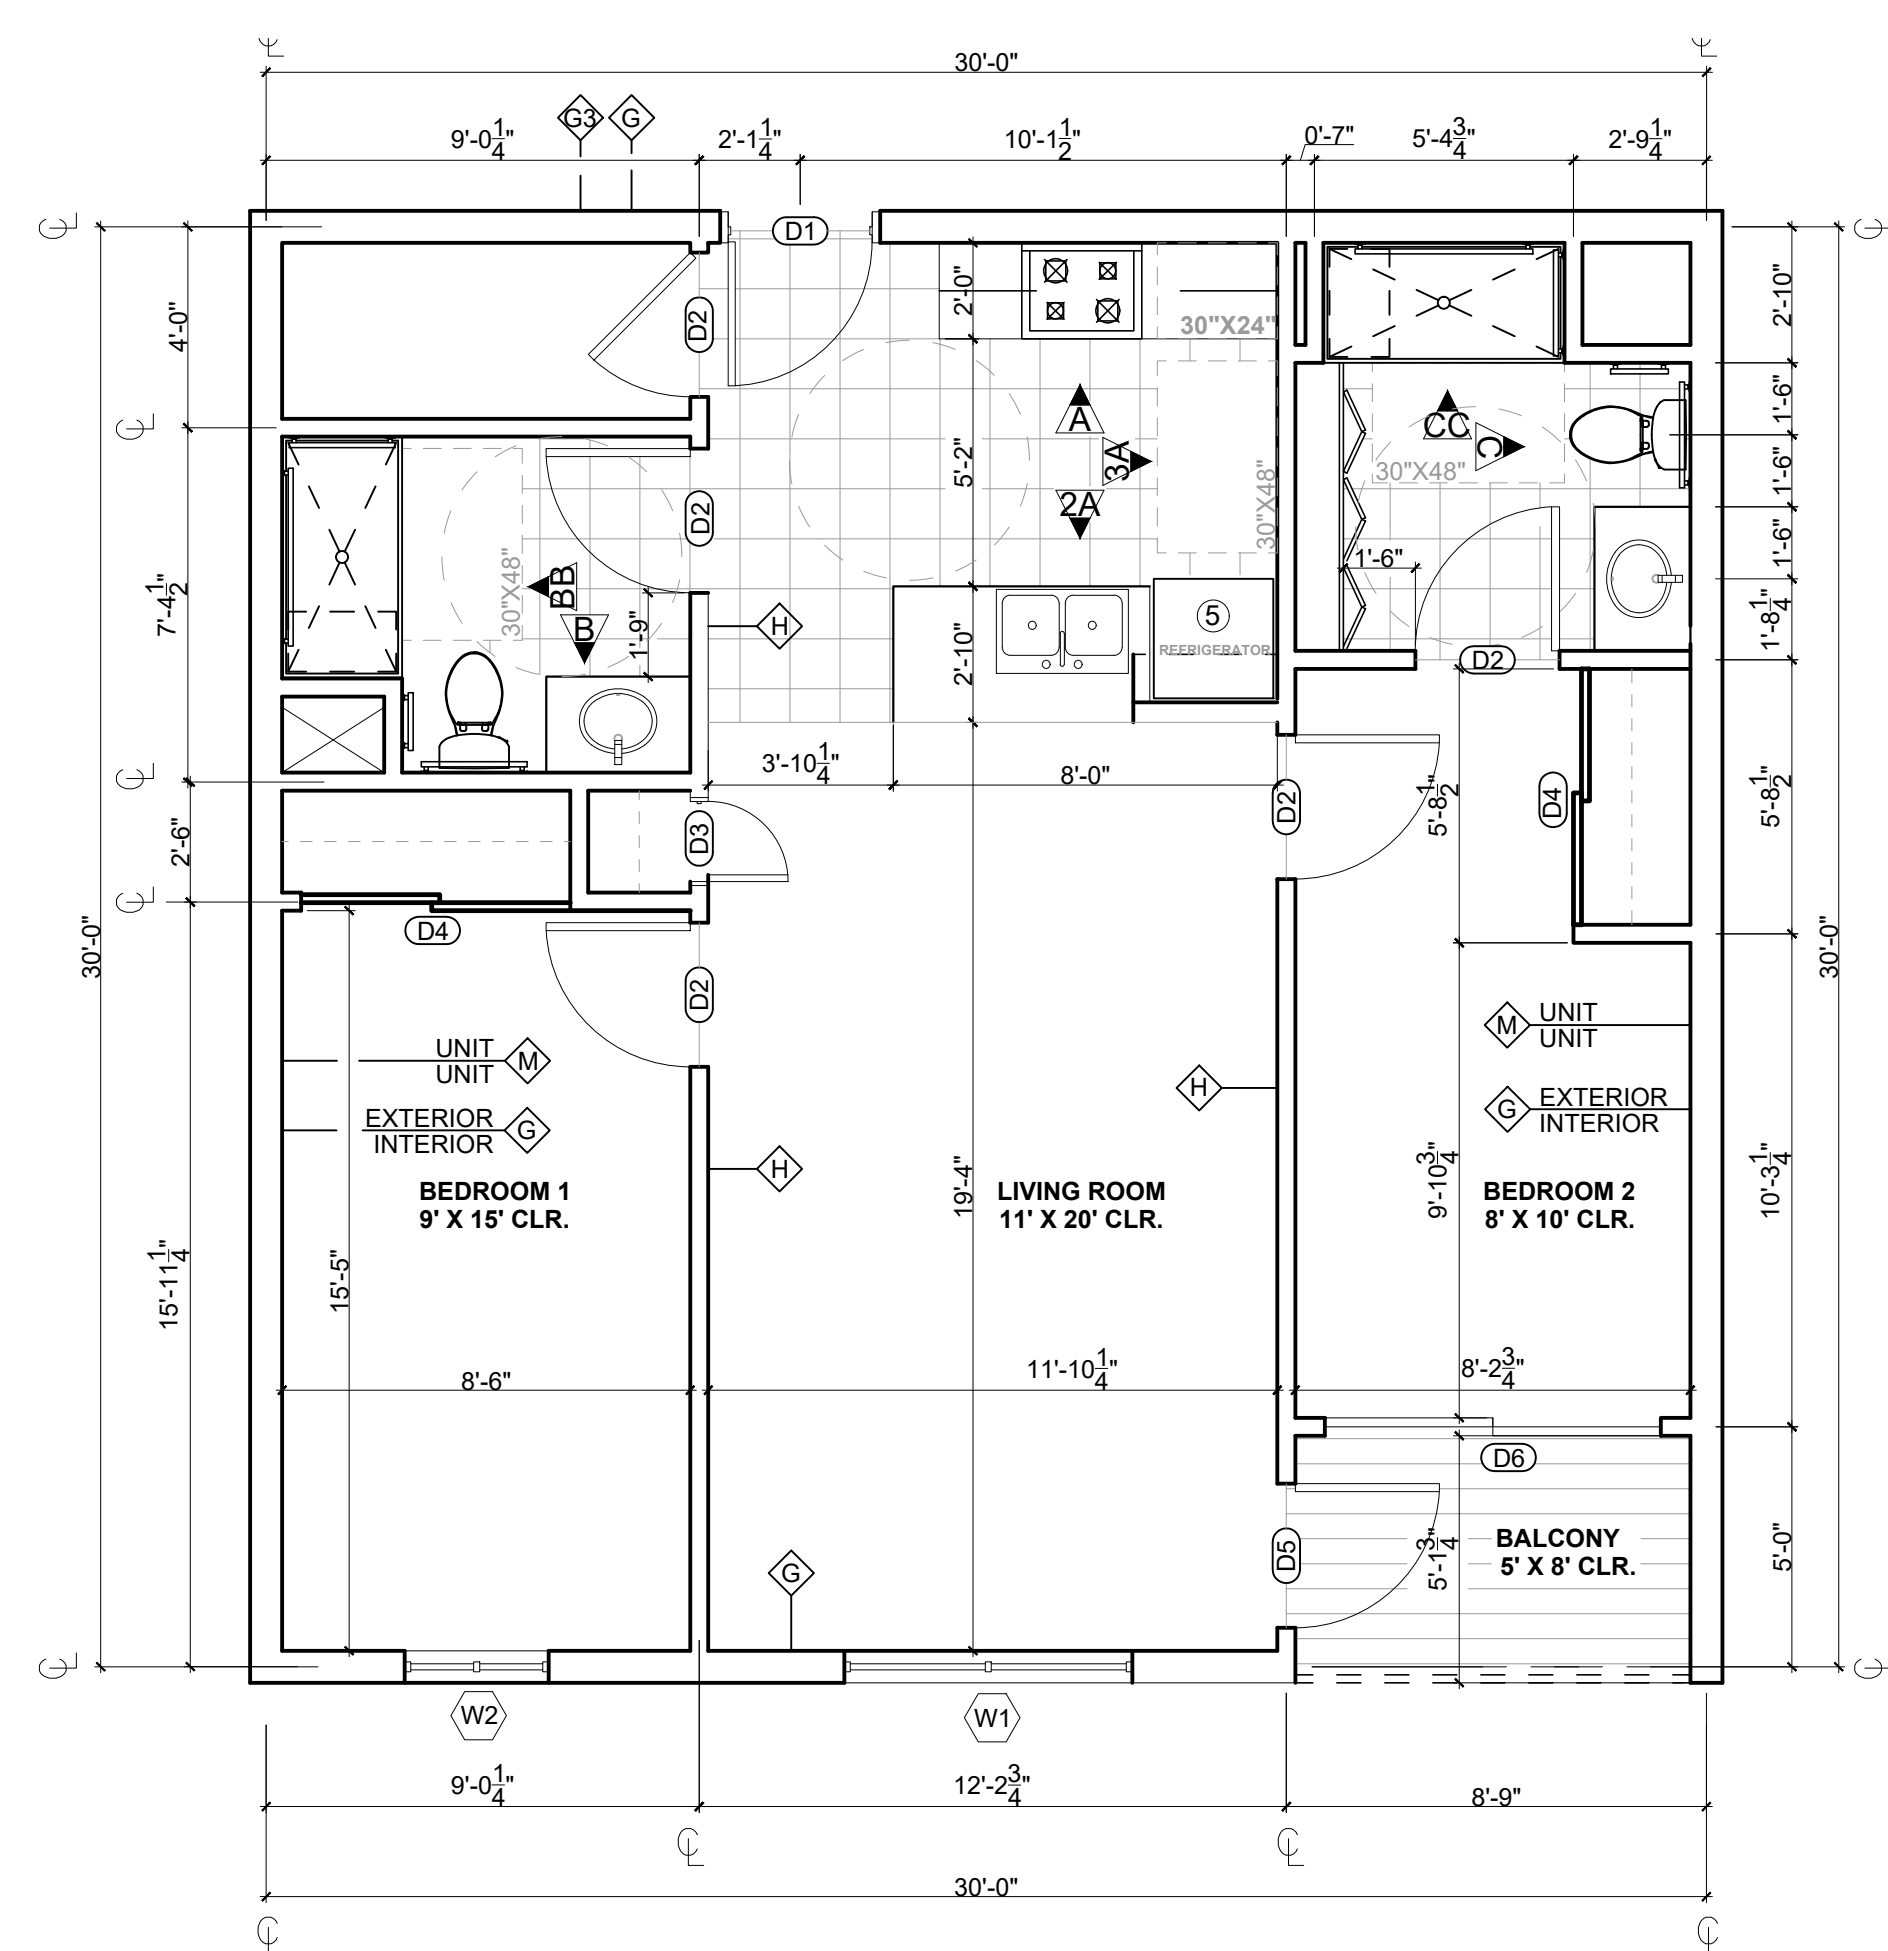 30'-0"
9'-0 1/4"
G3
G
2'-1 1/4"
10'-1 1/2"
0'-7"
5'-4 3/4"
2'-9 1/4"
D1
4'-0"
D2
2'-0"
30"X24"
2'-10"
A
3A
2A
5'-2"
30"X48"
CC
C
30"X48"
1'-6"
1'-6"
1'-6"
1'-6"
1'-8 1/4"
D2
7'-4 1/2"
30"X48"
BB
B
1'-9"
H
2'-10"
5
REFRIGERATOR
D2
3'-10 1/4"
8'-0"
D2
5'-8 1/2"
D4
5'-8 1/2"
2'-6"
D3
D4
30'-0"
30'-0"
D2
UNIT
UNIT
M
EXTERIOR
INTERIOR
G
M
UNIT
UNIT
G
EXTERIOR
INTERIOR
H
H
BEDROOM 1
9' X 15' CLR.
LIVING ROOM
11' X 20' CLR.
BEDROOM 2
8' X 10' CLR.
15'-11 1/4"
15'-5"
19'-4"
9'-10 3/4"
10'-3 1/4"
8'-6"
11'-10 1/4"
8'-2 3/4"
D6
G
D5
5'-1 3/4"
BALCONY
5' X 8' CLR.
5'-0"
W2
W1
9'-0 1/4"
12'-2 3/4"
8'-9"
30'-0"